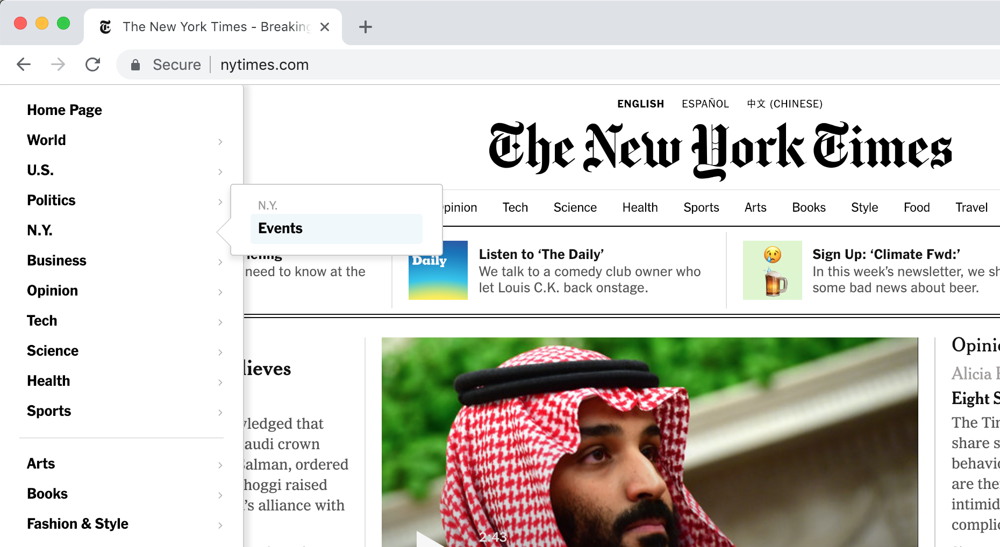 The New York Times - Breaking
Secure
nytimes.com
Home Page
World
U.S.
Politics
N.Y.
Business
Opinion
Tech
Science
Health
Sports
Arts
Books
Fashion & Style
N.Y.
Events
ENGLISH ESPAÑOL 中文 (CHINESE)
The New York Times
pinion Tech Science Health Sports Arts Books Style Food Travel
need to know at the
Daily
Listen to ‘The Daily’
We talk to a comedy club owner who
let Louis C.K. back onstage.
Sign Up: ‘Climate Fwd:’
In this week’s newsletter, we sh
some bad news about beer.
lieves
ledged that
audi crown
alman, ordered
hoggi raised
’s alliance with
2:43
Opini
Alicia
Eight S
The Ti
share s
behavi
are the
intimid
compli